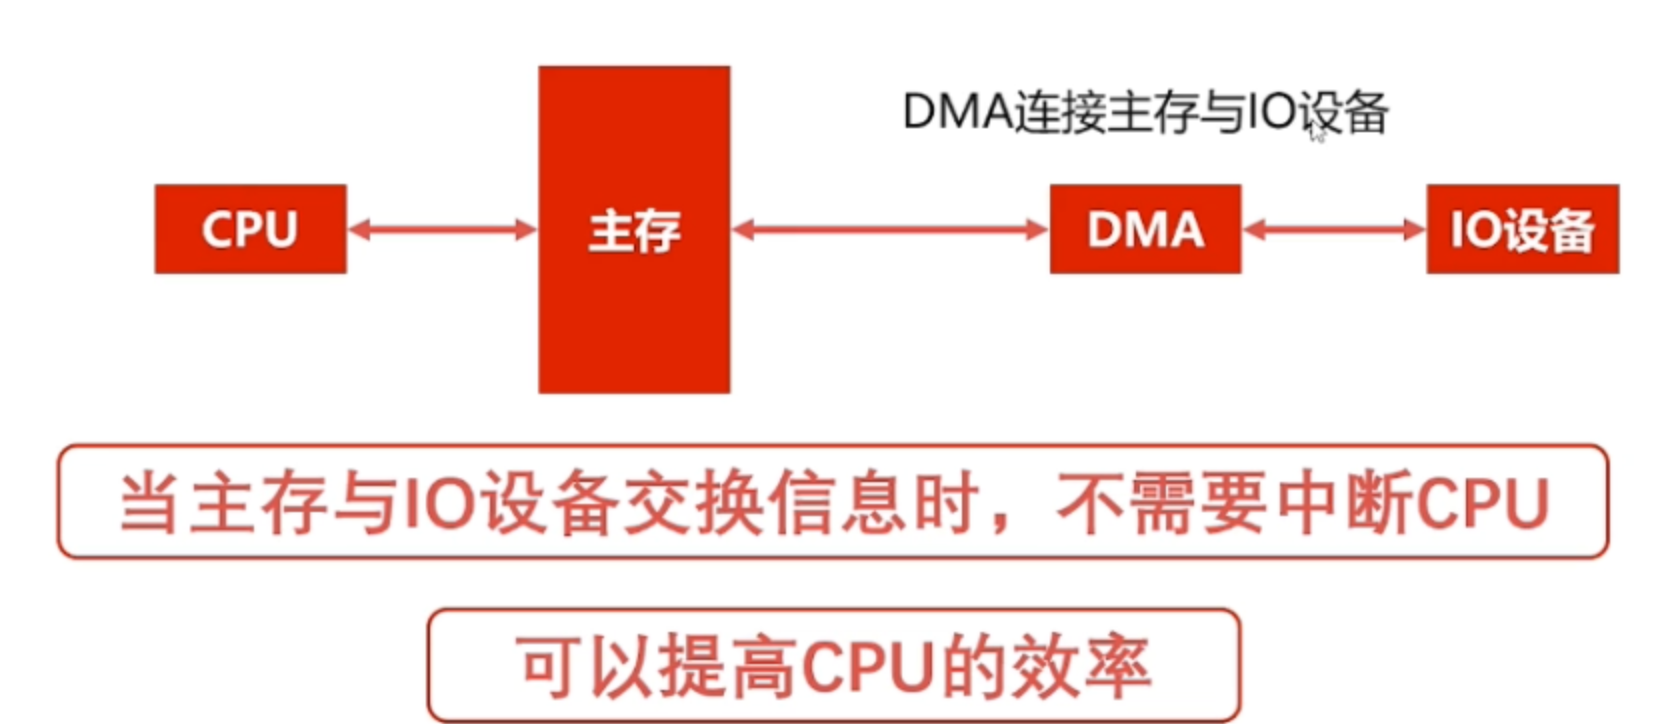 DMA连接主存与IO设备
CPU
主存
DMA
IO设备
当主存与IO设备交换信息时，不需要中断CPU
可以提高CPU的效率